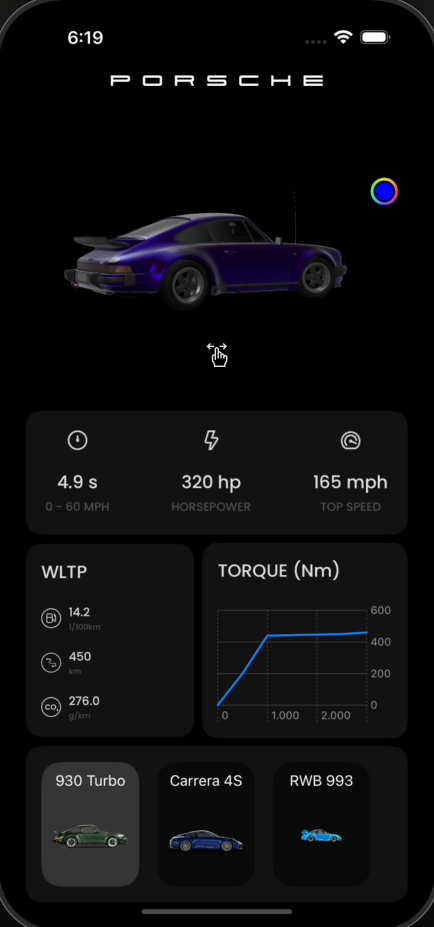 6:19
PORSCHE
4.9 s
0 - 60 MPH
320 hp
HORSEPOWER
165 mph
TOP SPEED
WLTP
14.2
l/100km
450
km
CO₂
276.0
g/km
TORQUE (Nm)
600
400
200
0
0
1.000
2.000
930 Turbo
Carrera 4S
RWB 993